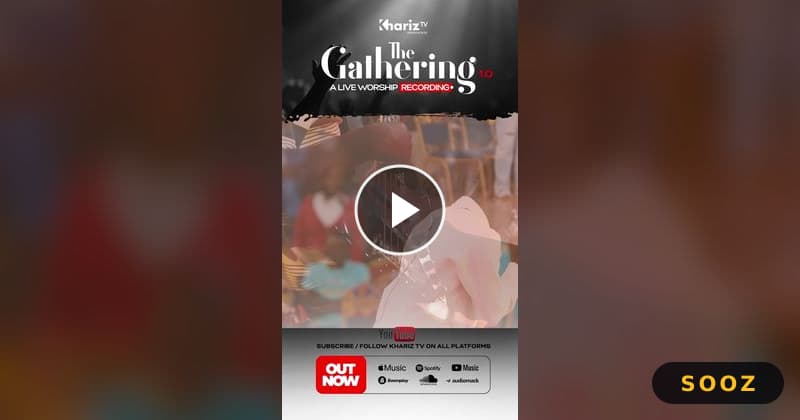 Khariz TV
The
Gathering 1.0
A LIVE WORSHIP RECORDING
YouTube
SUBSCRIBE / FOLLOW KHARIZ TV ON ALL PLATFORMS
OUT NOW
Music Spotify Music
Boomplay SOUNDCLOUD audiomack
SOOZ